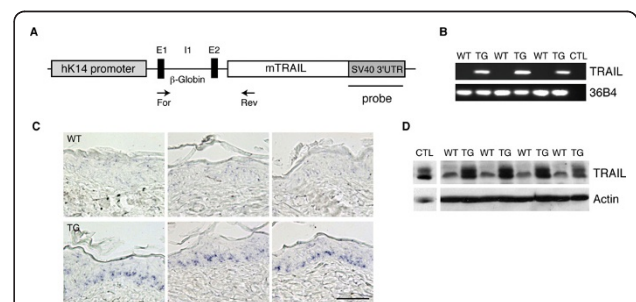 A
E1 I1 E2
hK14 promoter
mTRAIL
SV40 3'UTR
β-Globin
For
Rev
probe
B
WT TG WT TG WT TG CTL
TRAIL
36B4
C
WT
TG
D
CTL WT TG WT TG WT TG WT TG
TRAIL
Actin